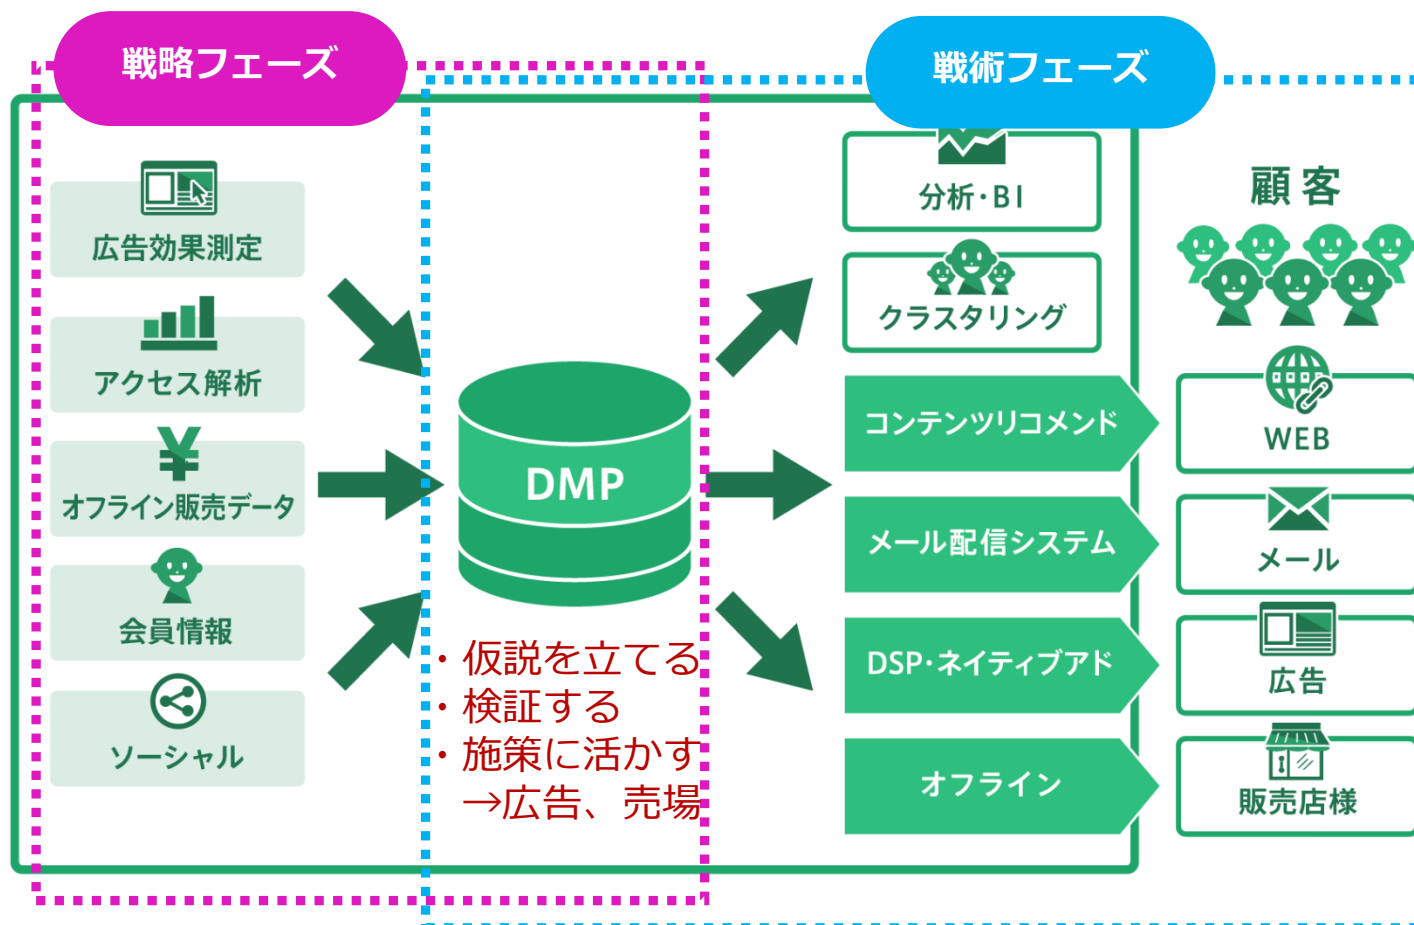 戦略フェーズ
戦術フェーズ
広告効果測定
アクセス解析
オフライン販売データ
会員情報
ソーシャル
DMP
・仮説を立てる
・検証する
・施策に活かす
→広告、売場
分析・BI
クラスタリング
コンテンツリコメンド
メール配信システム
DSP・ネイティブアド
オフライン
顧客
WEB
メール
広告
販売店様